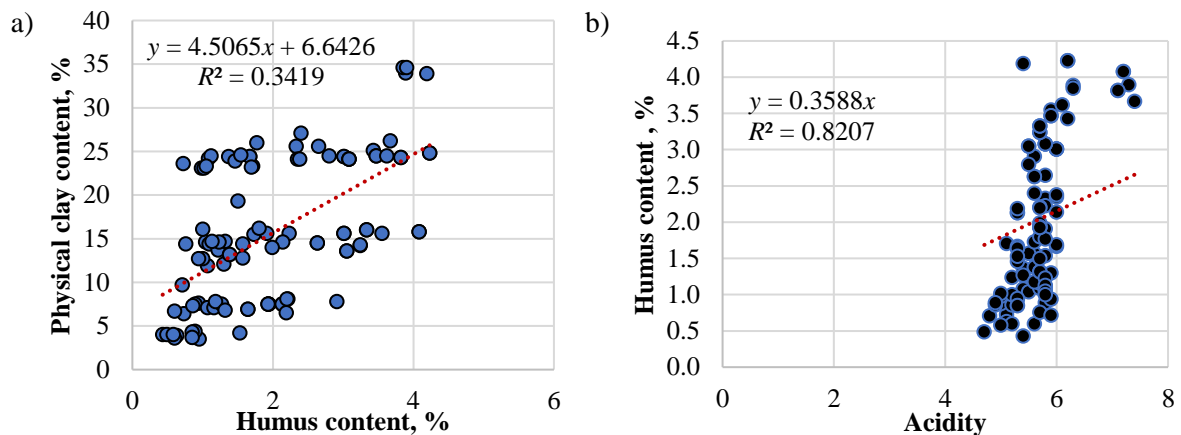 a)
y = 4.5065x + 6.6426
R² = 0.3419
Physical clay content, %
40
35
30
25
20
15
10
5
0
0 2 4 6
Humus content, %
b)
y = 0.3588x
R² = 0.8207
Humus content , %
4.5
4.0
3.5
3.0
2.5
2.0
1.5
1.0
0.5
0.0
0 2 4 6 8
Acidity